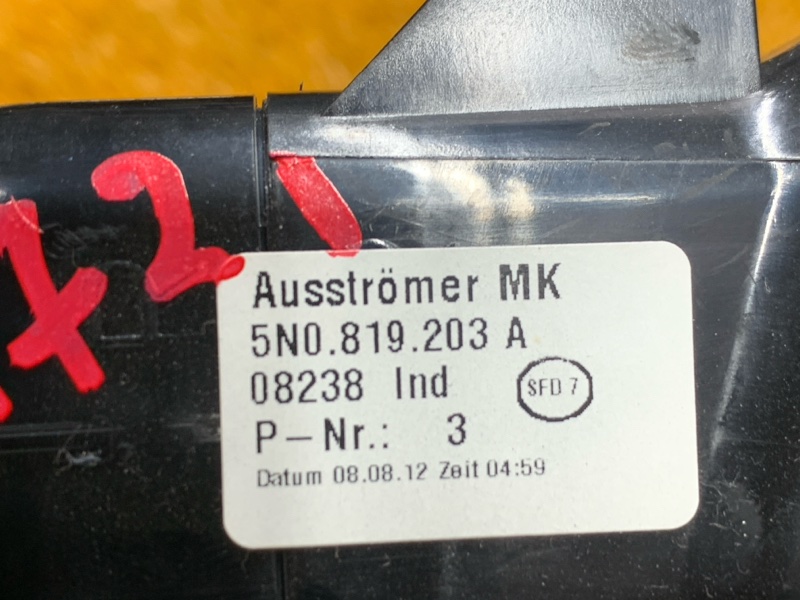 Ausströmer MK
5N0.819.203 A
08238 Ind
SFD 7
P-Nr.: 3
Datum 08.08.12 Zeit 04:59